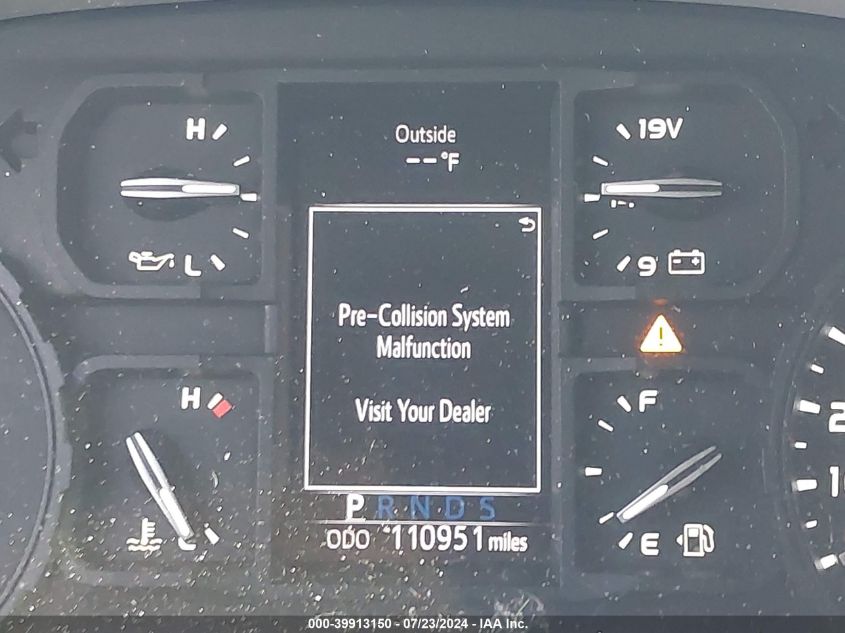 Outside
--°F
H
19V
L
9
Pre-Collision System
Malfunction
Visit Your Dealer
H
F
P R N D S
ODO 110951 miles
E
000-39913150 - 07/23/2024 - IAA Inc.